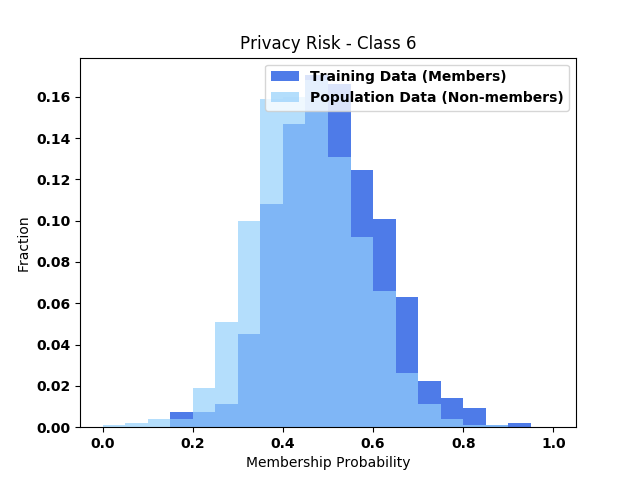 Privacy Risk - Class 6
Training Data (Members)
Population Data (Non-members)
0.16
0.14
0.12
0.10
0.08
0.06
0.04
0.02
0.00
Fraction
0.0 0.2 0.4 0.6 0.8 1.0
Membership Probability